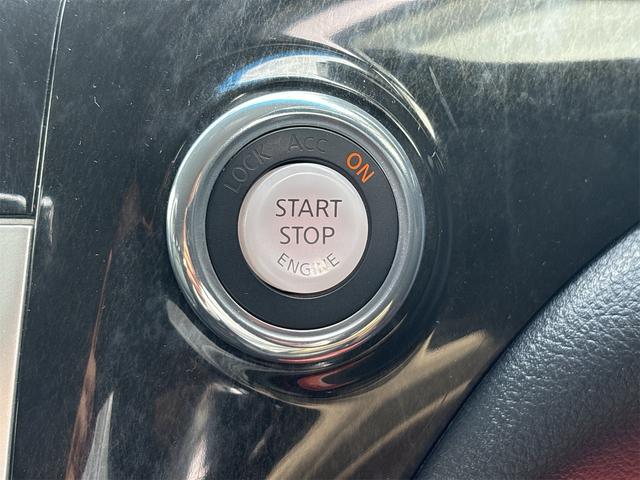 LOCK Acc ON
START
STOP
ENGINE